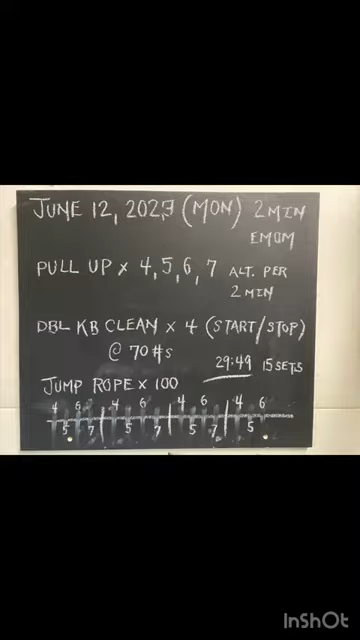 JUNE 12, 2023 (MON) 2 MIN
EMOM
PULL UP × 4, 5, 6, 7 ALT. PER
2 MIN
DBL KB CLEAN × 4 (START/STOP)
@ 70 #s
29:49 15 SETS
JUMP ROPE × 100
4 6 4 6 4 6 4 6
5 7 5 7 5 7 5
InShOt